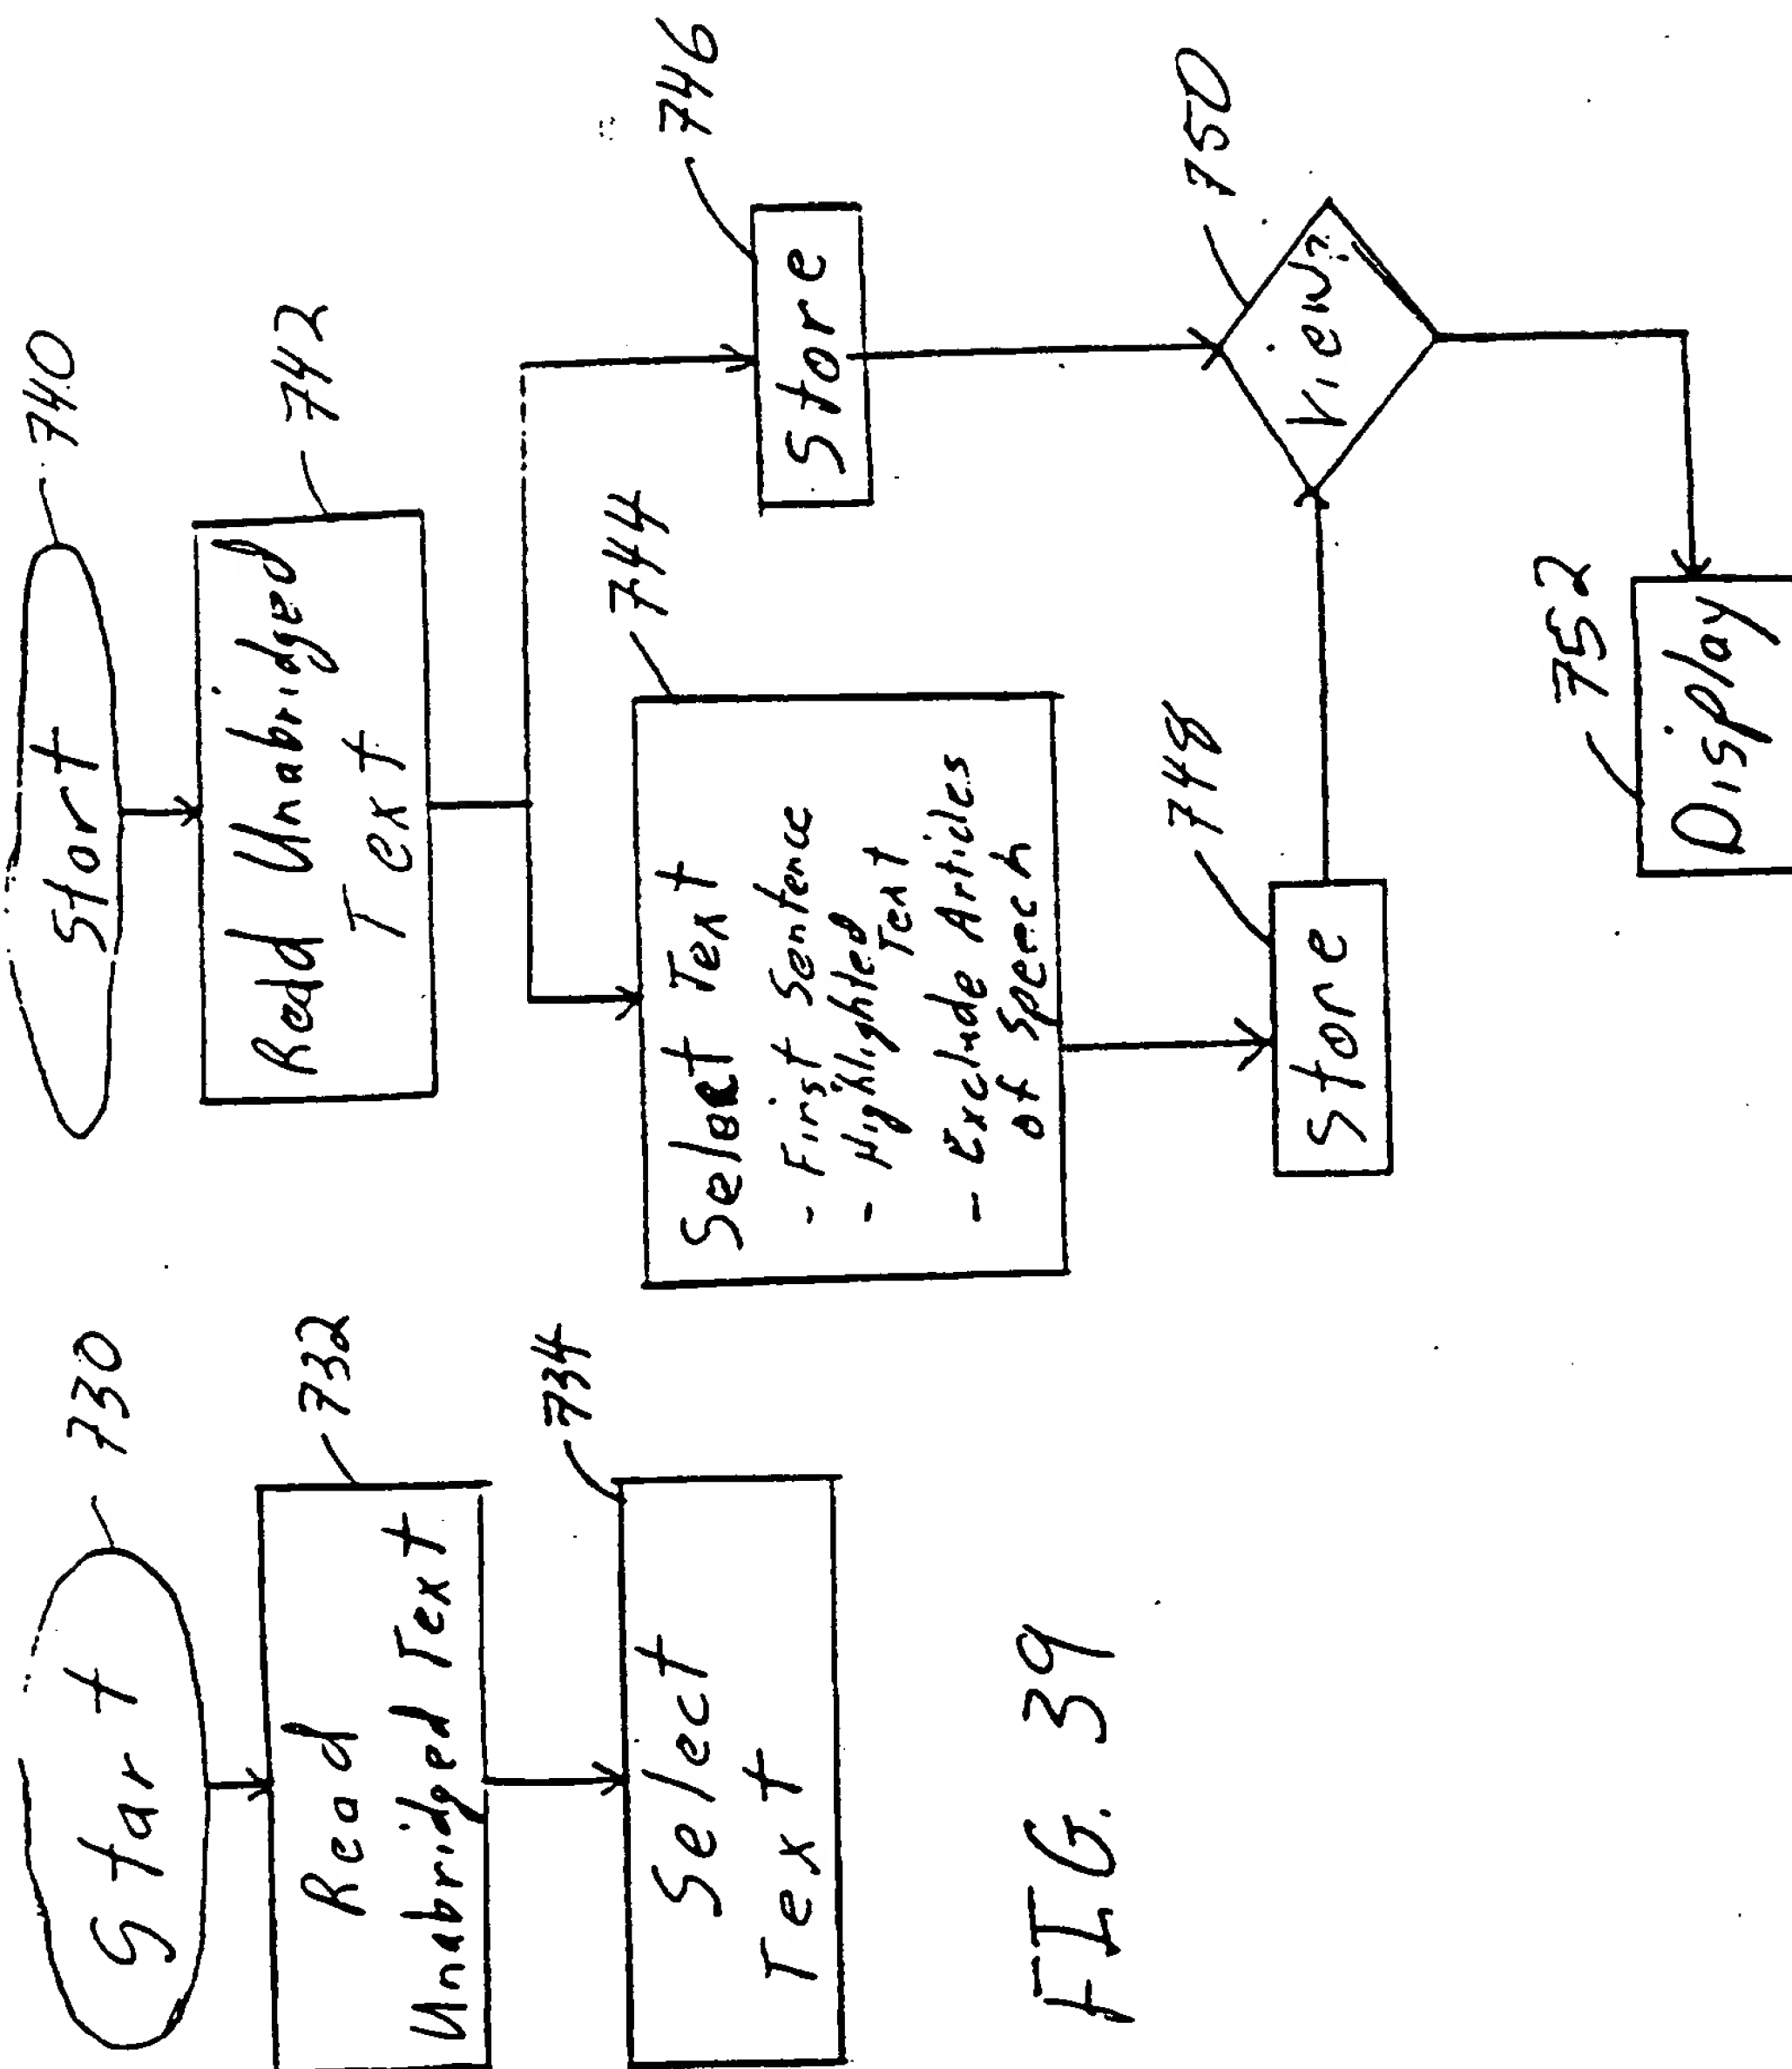 730
Start
732
Read
Unabridged Text
734
Select
Text
FIG. 39
740
Start
742
Read Unabridged
Text
744
Select Text
- First Sentence
- Highlighted
Text
- Exclude Articles
of Speech
746
Store
748
Store
750
View?
752
Display